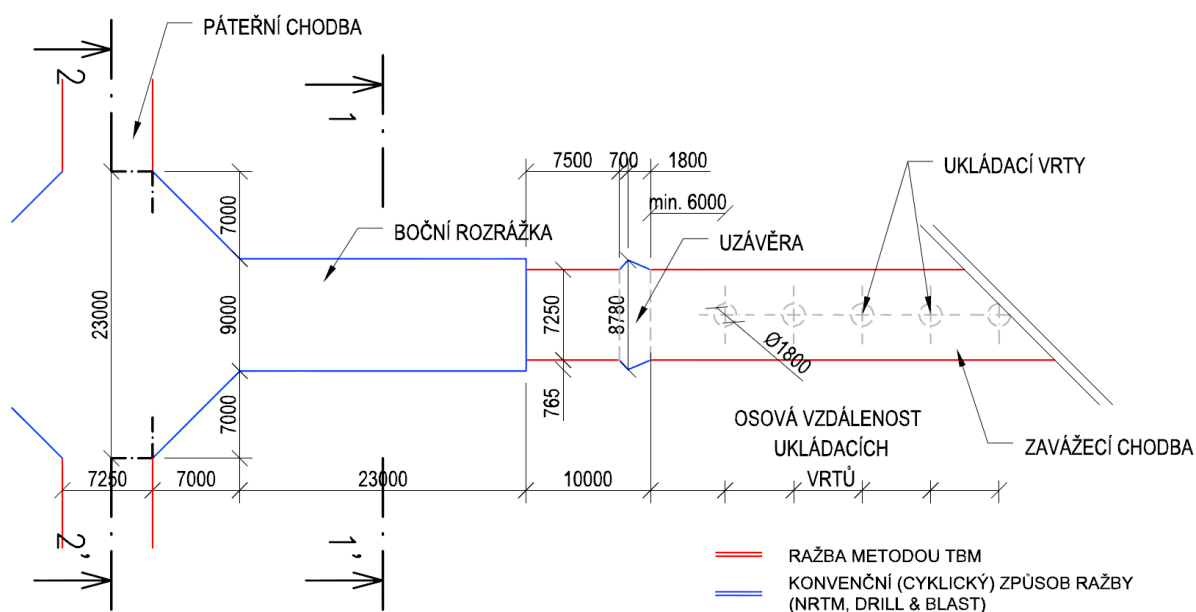 PÁTEŘNÍ CHODBA
2
1
7500
700
1800
UKLÁDACÍ VRTY
min. 6000
7000
BOČNÍ ROZRÁŽKA
UZÁVĚRA
23000
9000
7250
8780
Ø1800
765
7000
OSOVÁ VZDÁLENOST
UKLÁDACÍCH
VRTŮ
ZAVÁŽECÍ CHODBA
7250
7000
23000
10000
2'
1'
RAŽBA METODOU TBM
KONVENČNÍ (CYKLICKÝ) ZPŮSOB RAŽBY
(NRTM, DRILL & BLAST)